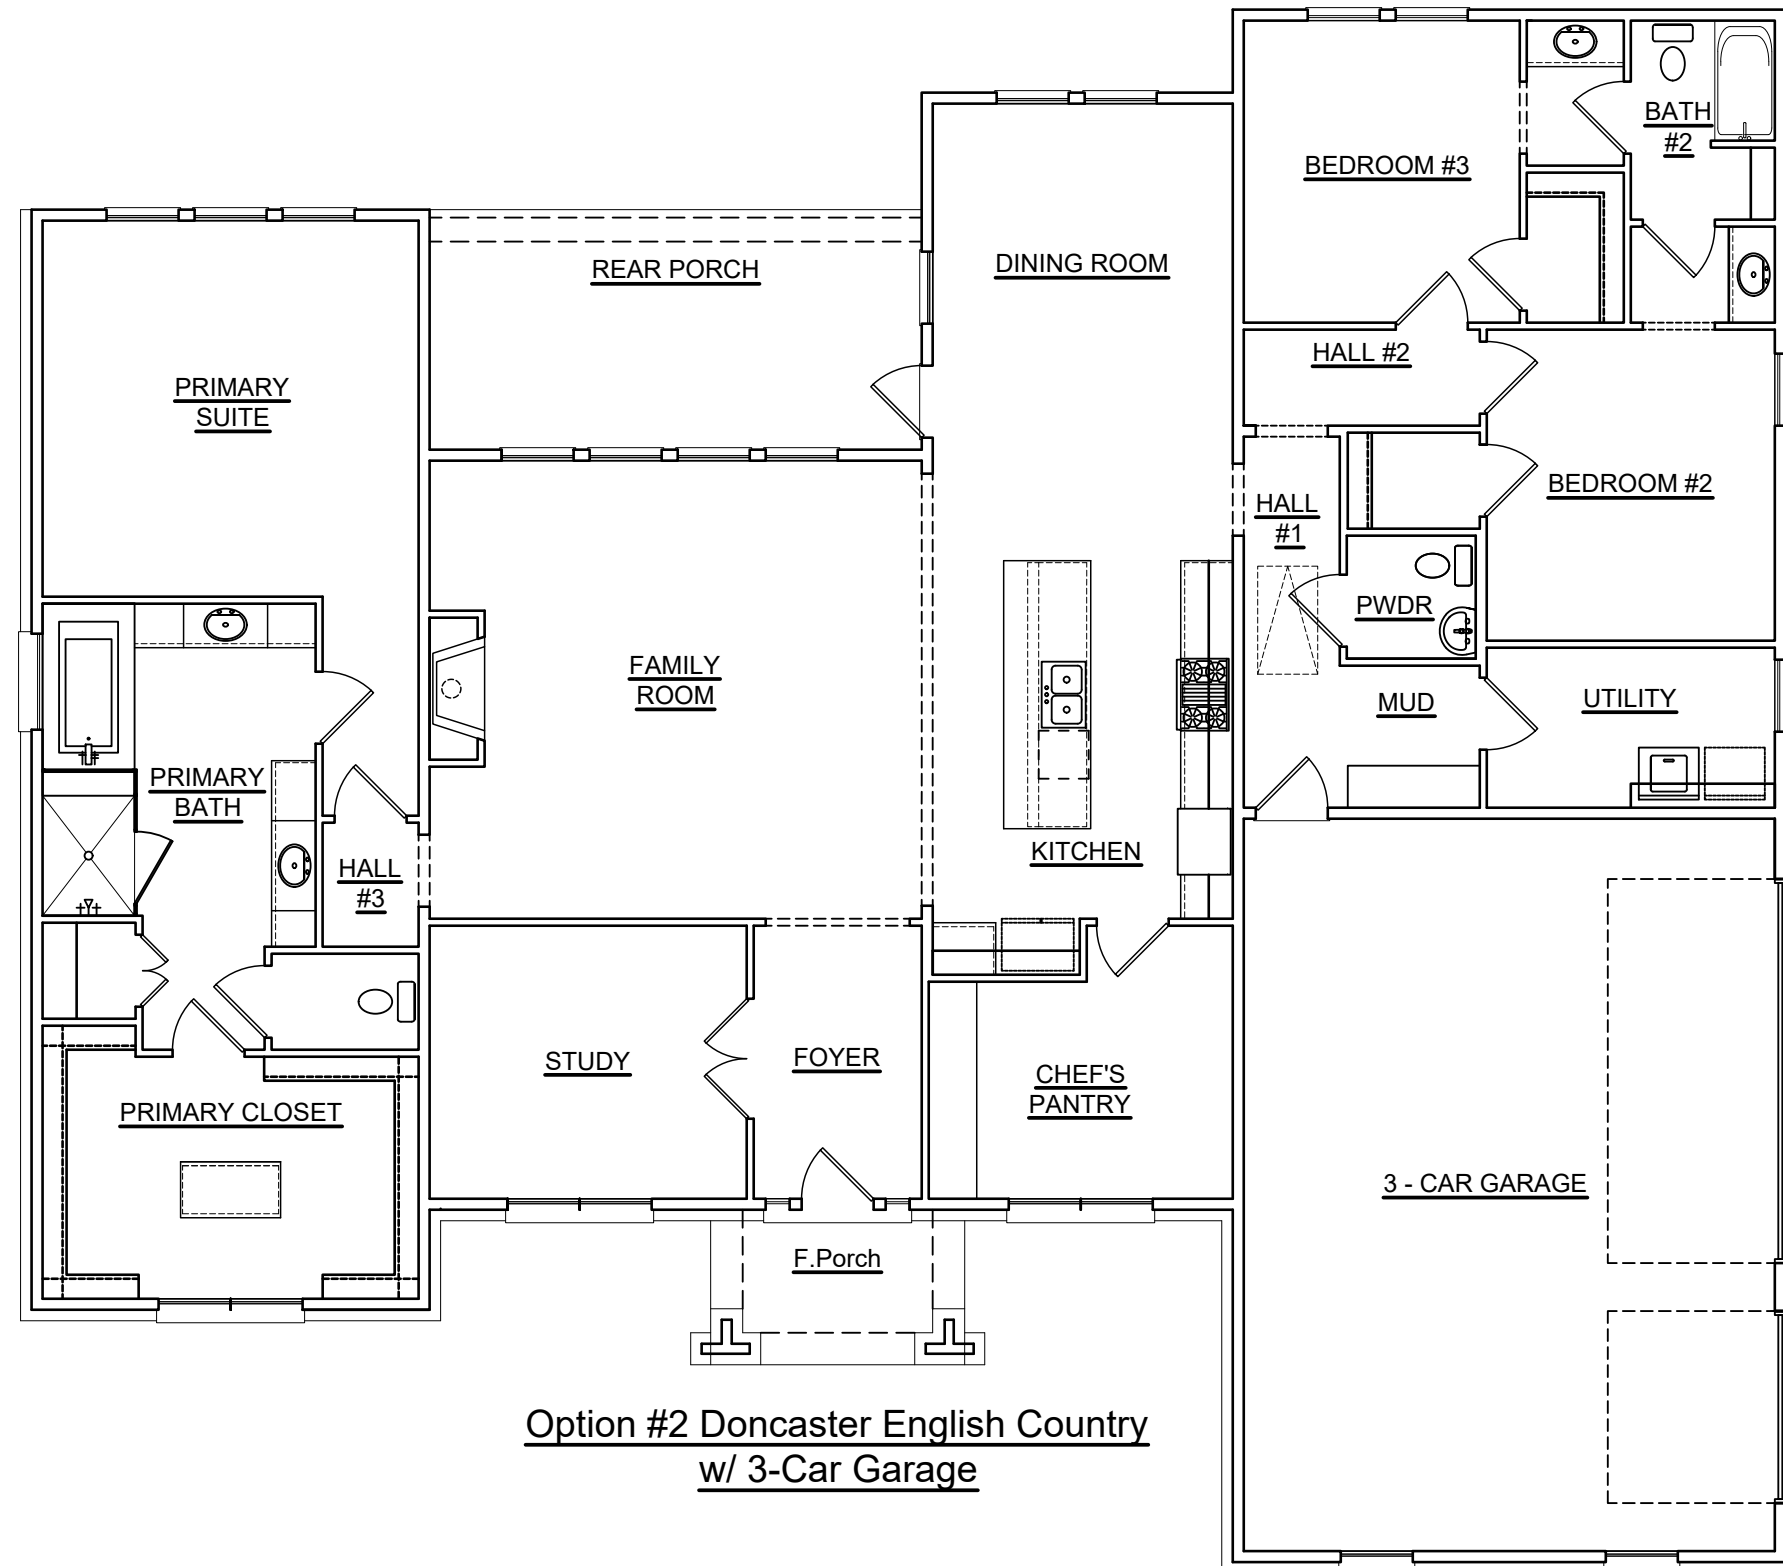 BATH
#2
BEDROOM #3
REAR PORCH
DINING ROOM
HALL #2
PRIMARY
SUITE
BEDROOM #2
HALL
#1
PWDR
FAMILY
ROOM
MUD
UTILITY
PRIMARY
BATH
KITCHEN
HALL
#3
STUDY
FOYER
CHEF'S
PANTRY
PRIMARY CLOSET
3 - CAR GARAGE
F.Porch
Option #2 Doncaster English Country
w/ 3-Car Garage